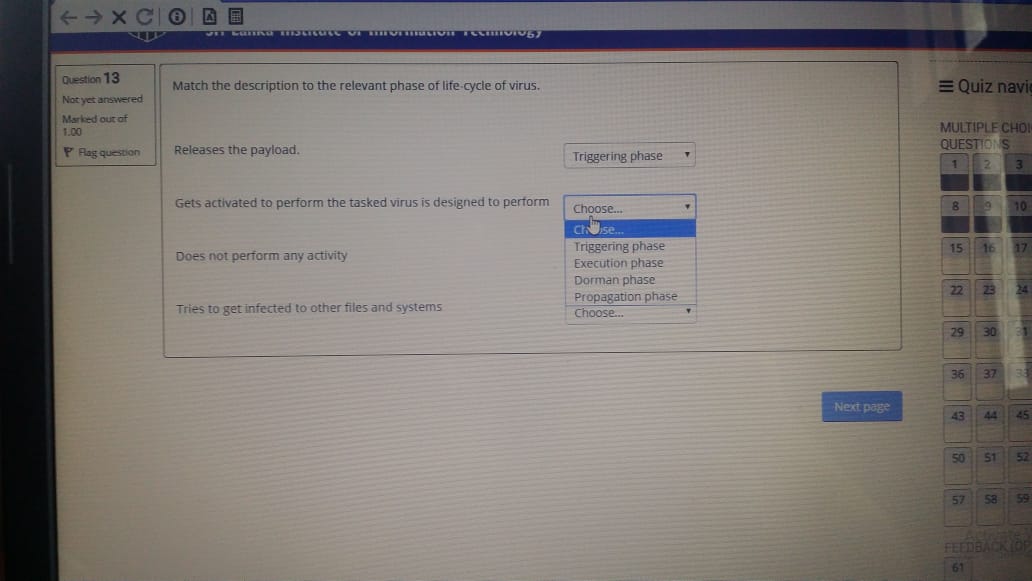 Sri Lanka Institute of Information Technology
Question 13
Not yet answered
Marked out of
1.00
Flag question
Match the description to the relevant phase of life-cycle of virus.
Releases the payload.
Triggering phase
Gets activated to perform the tasked virus is designed to perform
Choose...
Choose...
Triggering phase
Execution phase
Dorman phase
Propagation phase
Does not perform any activity
Tries to get infected to other files and systems
Choose...
Next page
Quiz navi
MULTIPLE CHOI
QUESTIONS
1 2 3
8 9 10
15 16 17
22 23 24
29 30 31
36 37 38
43 44 45
50 51 52
57 58 59
FEEDBACK (OP
61